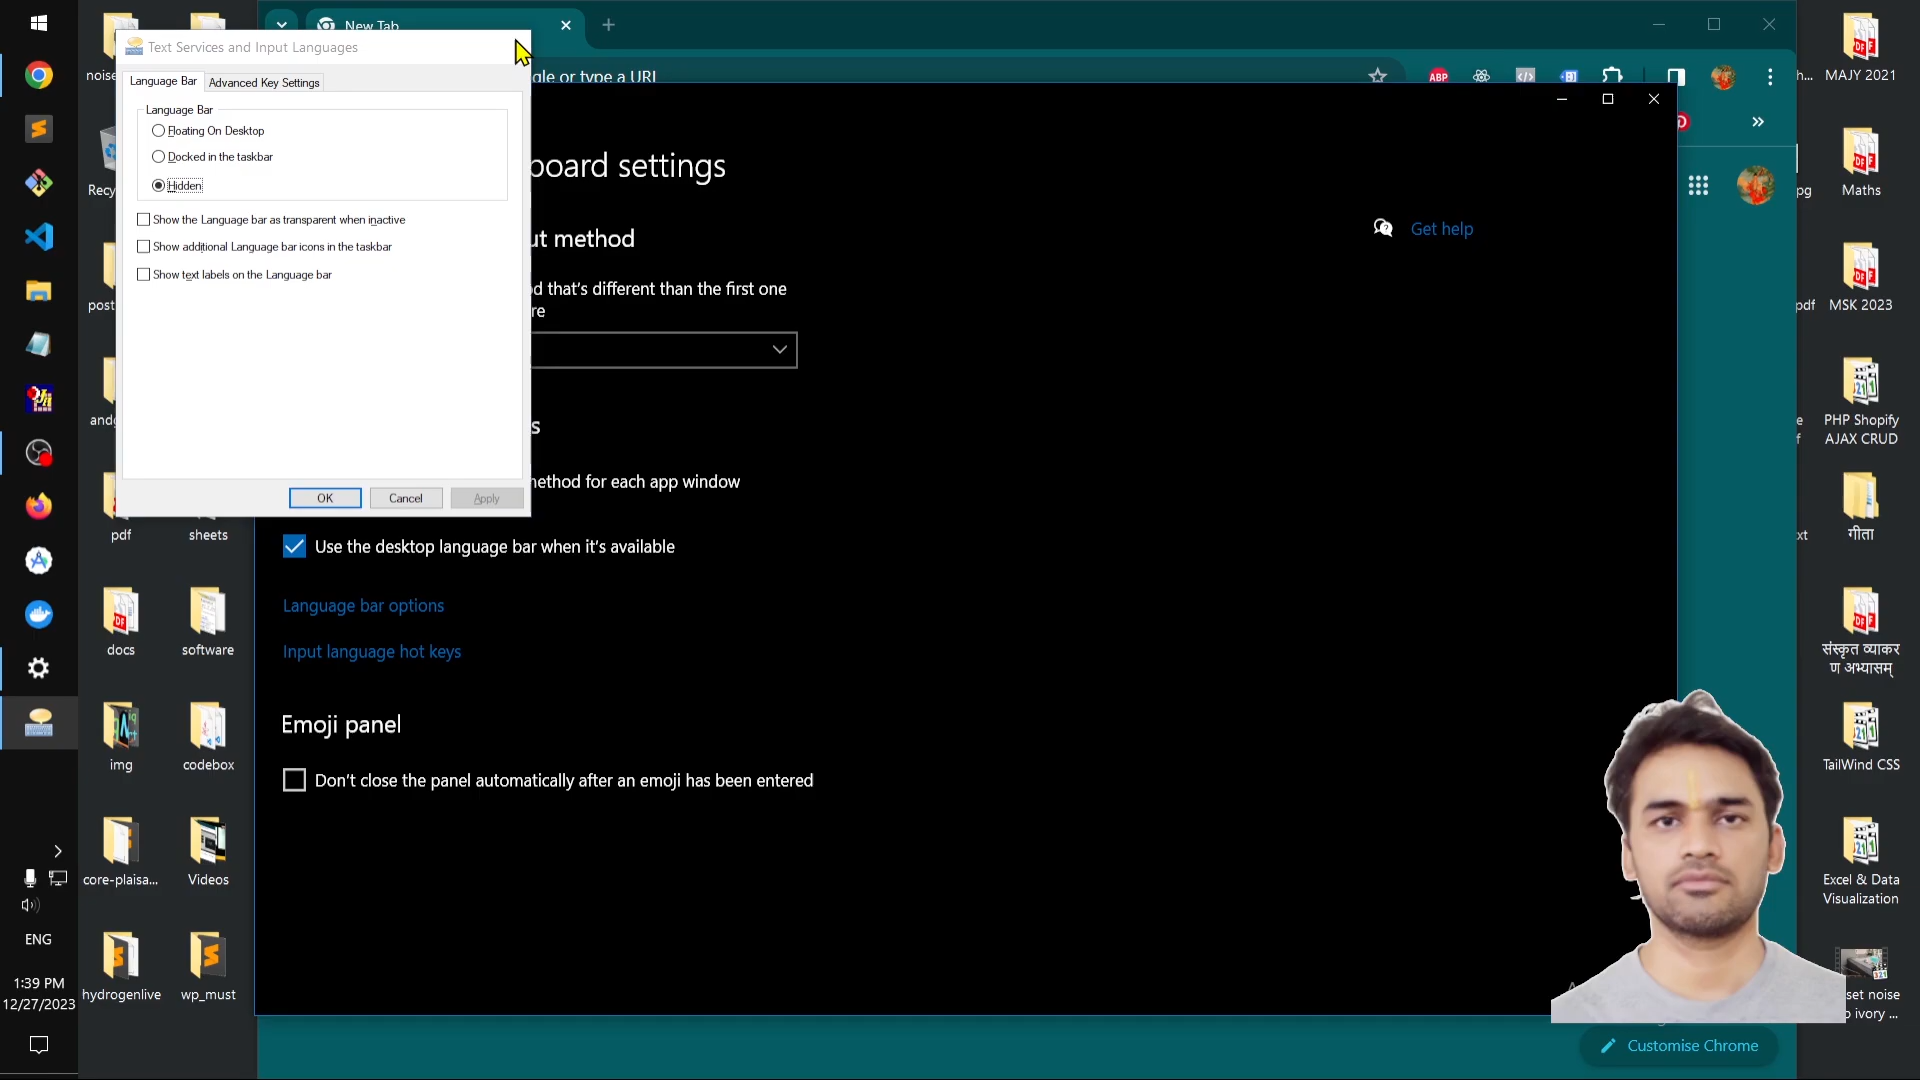 New Tab
Text Services and Input Languages
gle or type a URL
Language Bar
Advanced Key Settings
Language Bar
Floating On Desktop
Docked in the taskbar
Hidden
Show the Language bar as transparent when inactive
Show additional Language bar icons in the taskbar
Show text labels on the Language bar
OK
Cancel
Apply
board settings
ut method
Get help
d that's different than the first one
re
s
method for each app window
Use the desktop language bar when it's available
Language bar options
Input language hot keys
Emoji panel
Don't close the panel automatically after an emoji has been entered
ABP
noise
Recy
post
andg
pdf
sheets
docs
software
img
codebox
core-plaisa...
Videos
hydrogenlive
wp_must
ENG
1:39 PM
12/27/2023
h...
MAJY 2021
pg
Maths
pdf
MSK 2023
PHP Shopify
AJAX CRUD
गीता
xt
संस्कृत व्याकर
ण अभ्यासम्
TailWind CSS
Excel & Data
Visualization
set noise
o ivory ...
Customise Chrome